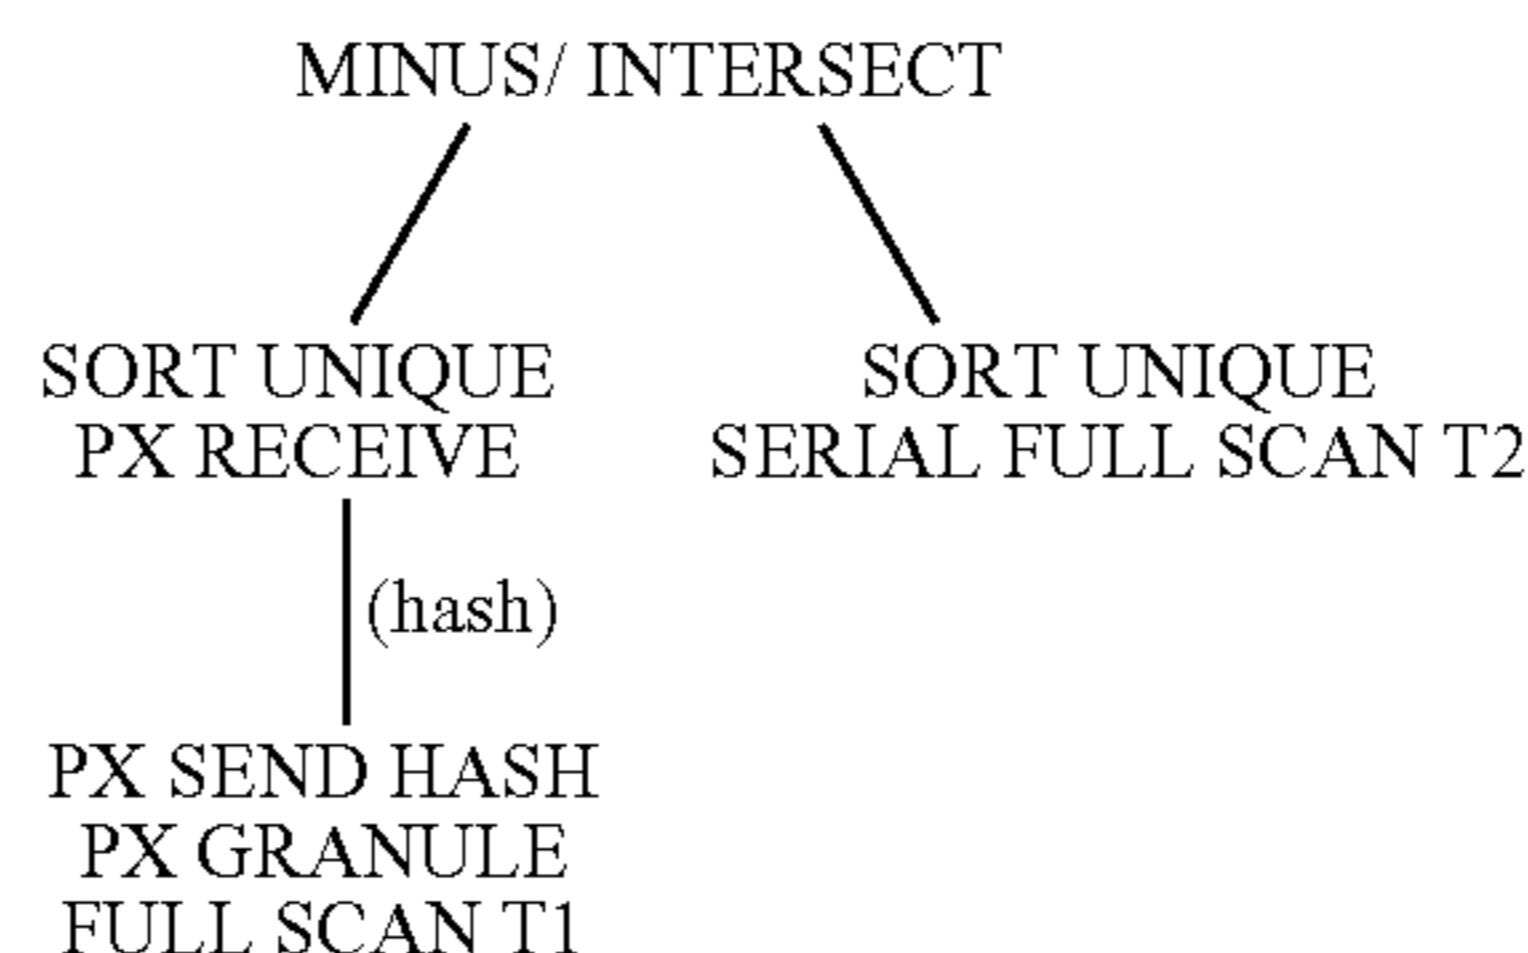 MINUS/ INTERSECT
SORT UNIQUE
PX RECEIVE
SORT UNIQUE
SERIAL FULL SCAN T2
(hash)
PX SEND HASH
PX GRANULE
FULL SCAN T1